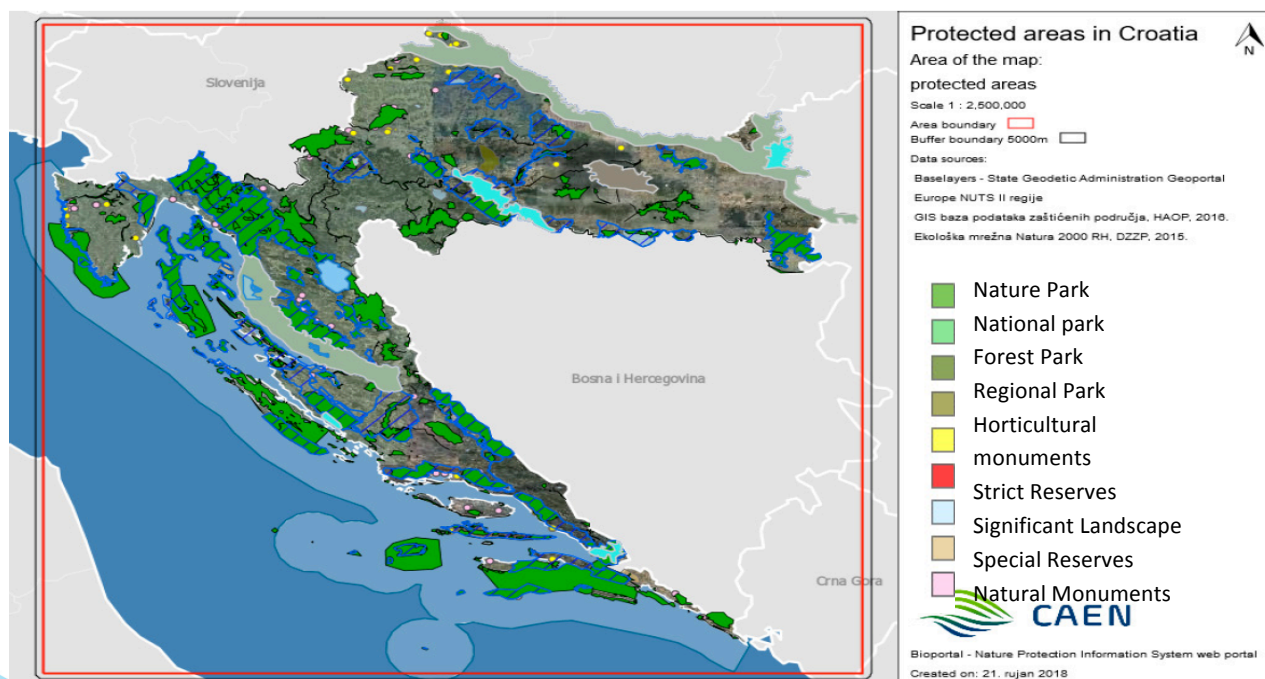 Slovenija
Bosna i Hercegovina
Crna Gora
Protected areas in Croatia
N
Area of the map:
protected areas
Scale 1 : 2,500,000
Area boundary
Buffer boundary 5000m
Data sources:
Baselayers - State Geodetic Administration Geoportal
Europe NUTS II regije
GIS baza podataka zaštićenih područja, HAOP, 2016.
Ekološka mrežna Natura 2000 RH, DZZP, 2015.
Nature Park
National park
Forest Park
Regional Park
Horticultural
monuments
Strict Reserves
Significant Landscape
Special Reserves
Natural Monuments
CAEN
Bioportal - Nature Protection Information System web portal
Created on: 21. rujan 2018